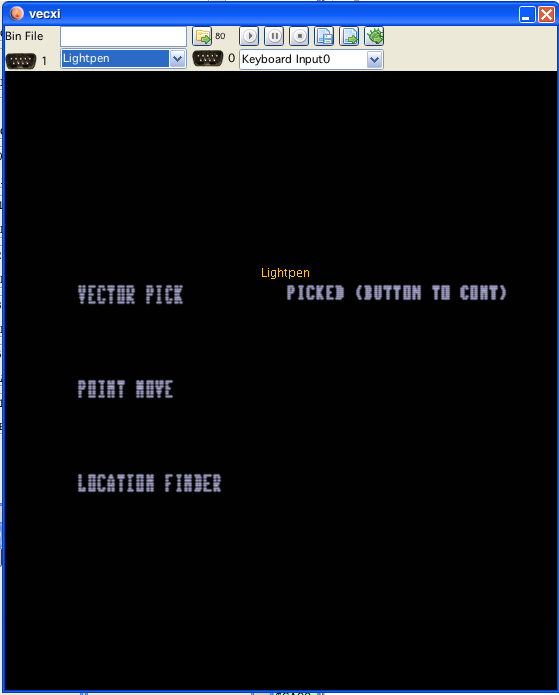 vecxi
Bin File
80
1
Lightpen
0
Keyboard Input0
Lightpen
VECTOR PICK
PICKED (BUTTON TO CONT)
POINT MOVE
LOCATION FINDER